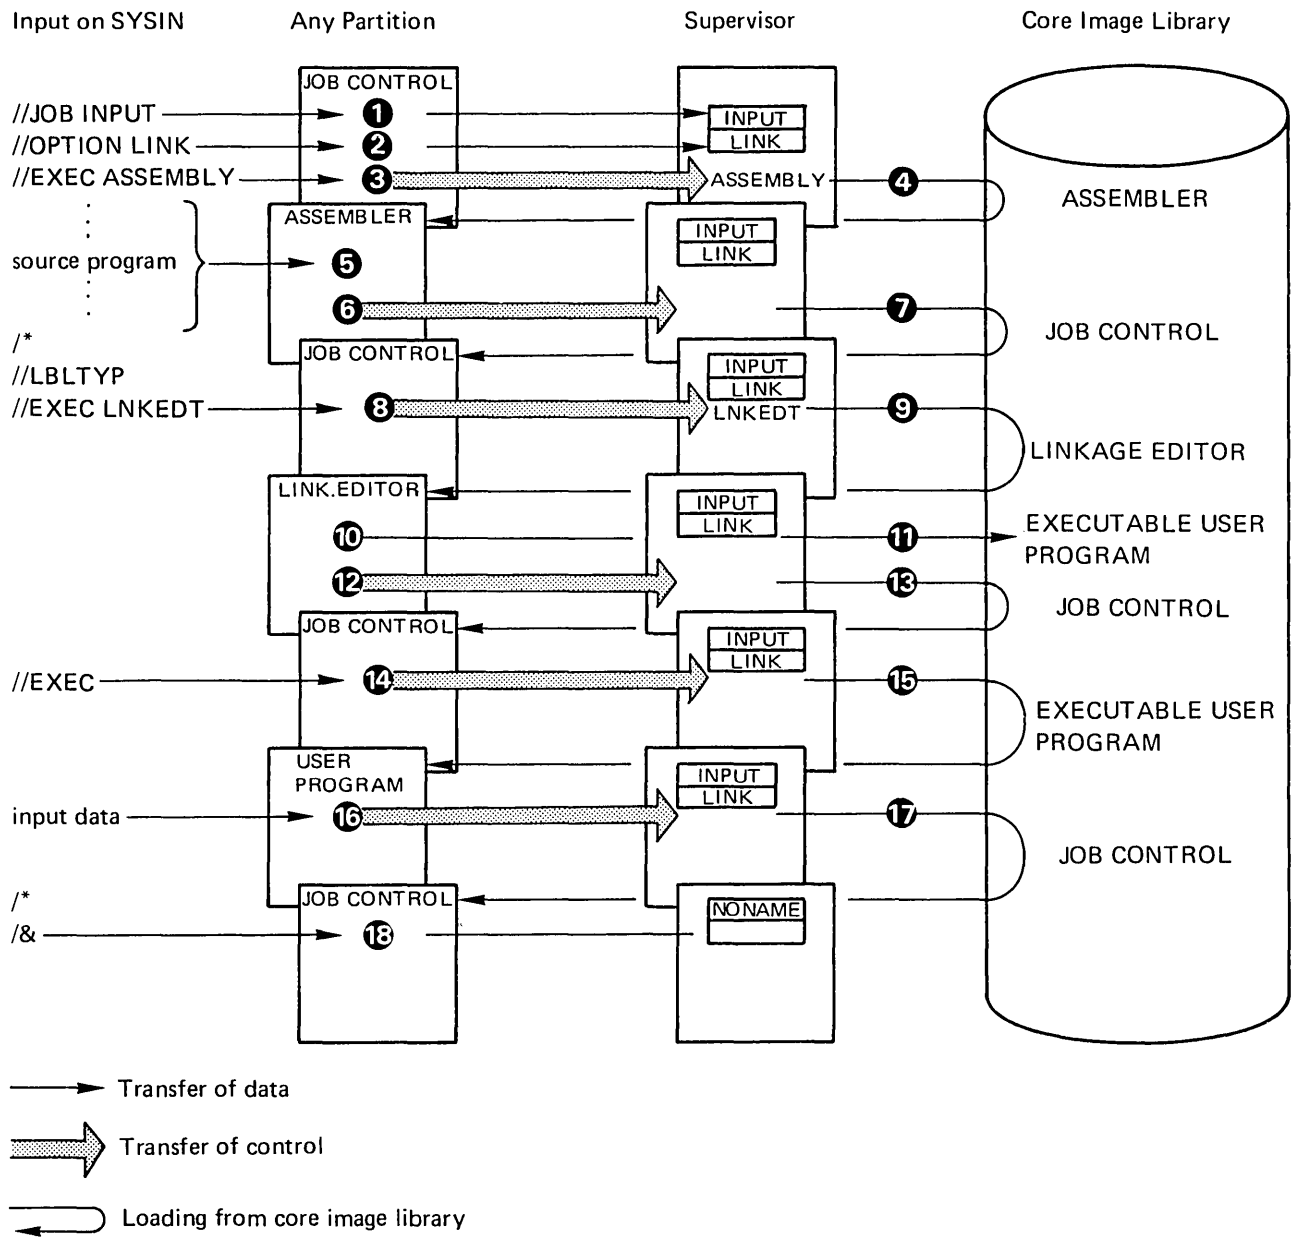 Input on SYSIN Any Partition Supervisor Core Image Library
JOB CONTROL
//JOB INPUT 1 INPUT
//OPTION LINK 2 LINK
//EXEC ASSEMBLY 3 ASSEMBLY 4
ASSEMBLER
ASSEMBLER INPUT
LINK
source program 5
6 7
JOB CONTROL
/*
JOB CONTROL INPUT
//LBLTYP LINK
//EXEC LNKEDT 8 LNKEDT 9
LINKAGE EDITOR
LINK.EDITOR INPUT
LINK EXECUTABLE USER
10 11 PROGRAM
12 13
JOB CONTROL
JOB CONTROL INPUT
LINK
//EXEC 14 15
EXECUTABLE USER
PROGRAM
USER INPUT
PROGRAM LINK
input data 16 17
JOB CONTROL
/* JOB CONTROL NONAME
/& 18
Transfer of data
Transfer of control
Loading from core image library